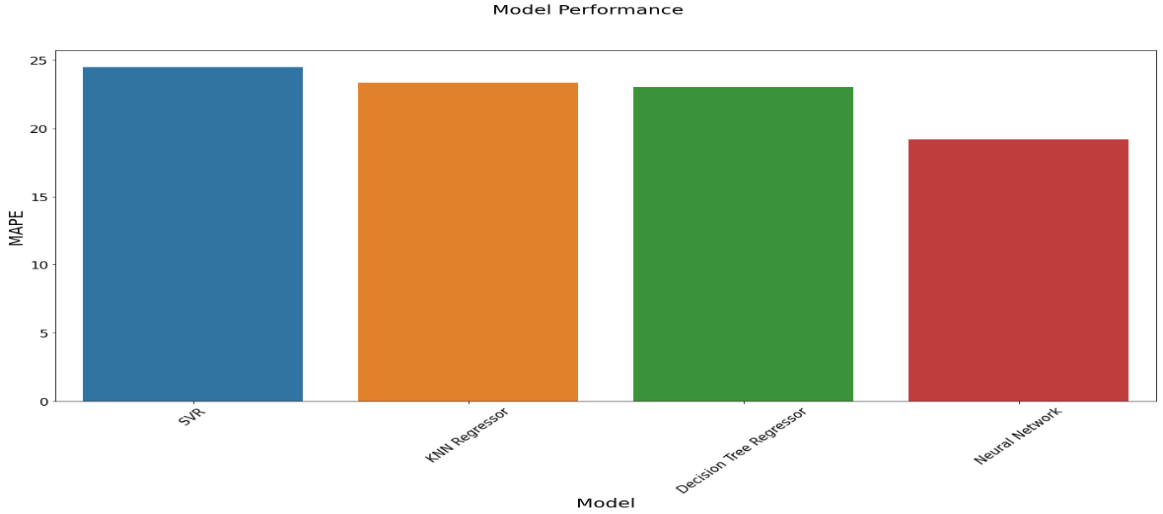 Model Performance
25
20
15
10
5
0
MAPE
SVR
KNN Regressor
Decision Tree Regressor
Neural Network
Model